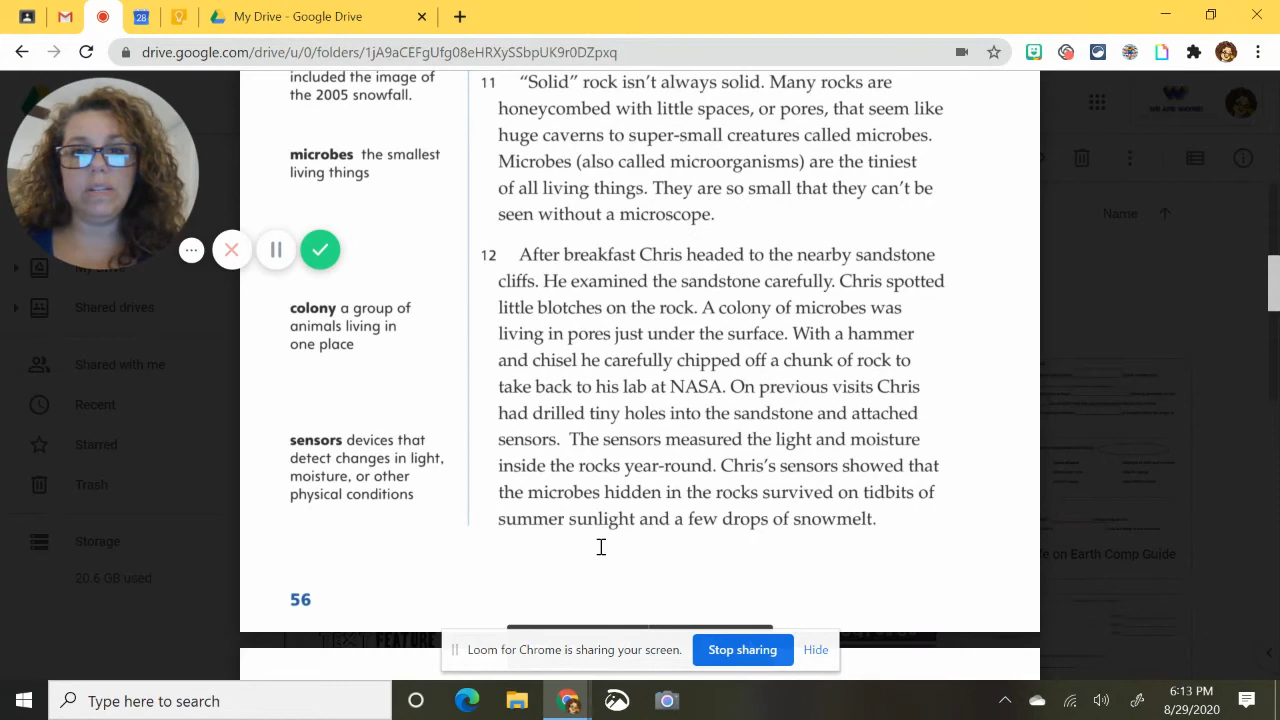 My Drive
drive.google.com/drive/u/0/folders/1jA9aCEFgUfg08eHRXySSbpUK9r0DZpxq
WE ARE WAYNE
Name
My Drive
Shared drives
Shared with me
Recent
Starred
Trash
Storage
20.6 GB used
included the image of
the 2005 snowfall.
microbes the smallest
living things
colony a group of
animals living in
one place
sensors devices that
detect changes in light,
moisture, or other
physical conditions
11 “Solid” rock isn’t always solid. Many rocks are
honeycombed with little spaces, or pores, that seem like
huge caverns to super-small creatures called microbes.
Microbes (also called microorganisms) are the tiniest
of all living things. They are so small that they can’t be
seen without a microscope.
12 After breakfast Chris headed to the nearby sandstone
cliffs. He examined the sandstone carefully. Chris spotted
little blotches on the rock. A colony of microbes was
living in pores just under the surface. With a hammer
and chisel he carefully chipped off a chunk of rock to
take back to his lab at NASA. On previous visits Chris
had drilled tiny holes into the sandstone and attached
sensors. The sensors measured the light and moisture
inside the rocks year-round. Chris’s sensors showed that
the microbes hidden in the rocks survived on tidbits of
summer sunlight and a few drops of snowmelt.
56
fe on Earth Comp Guide
FEATURE
Loom for Chrome is sharing your screen.
Stop sharing
Hide
Type here to search
6:13 PM
8/29/2020